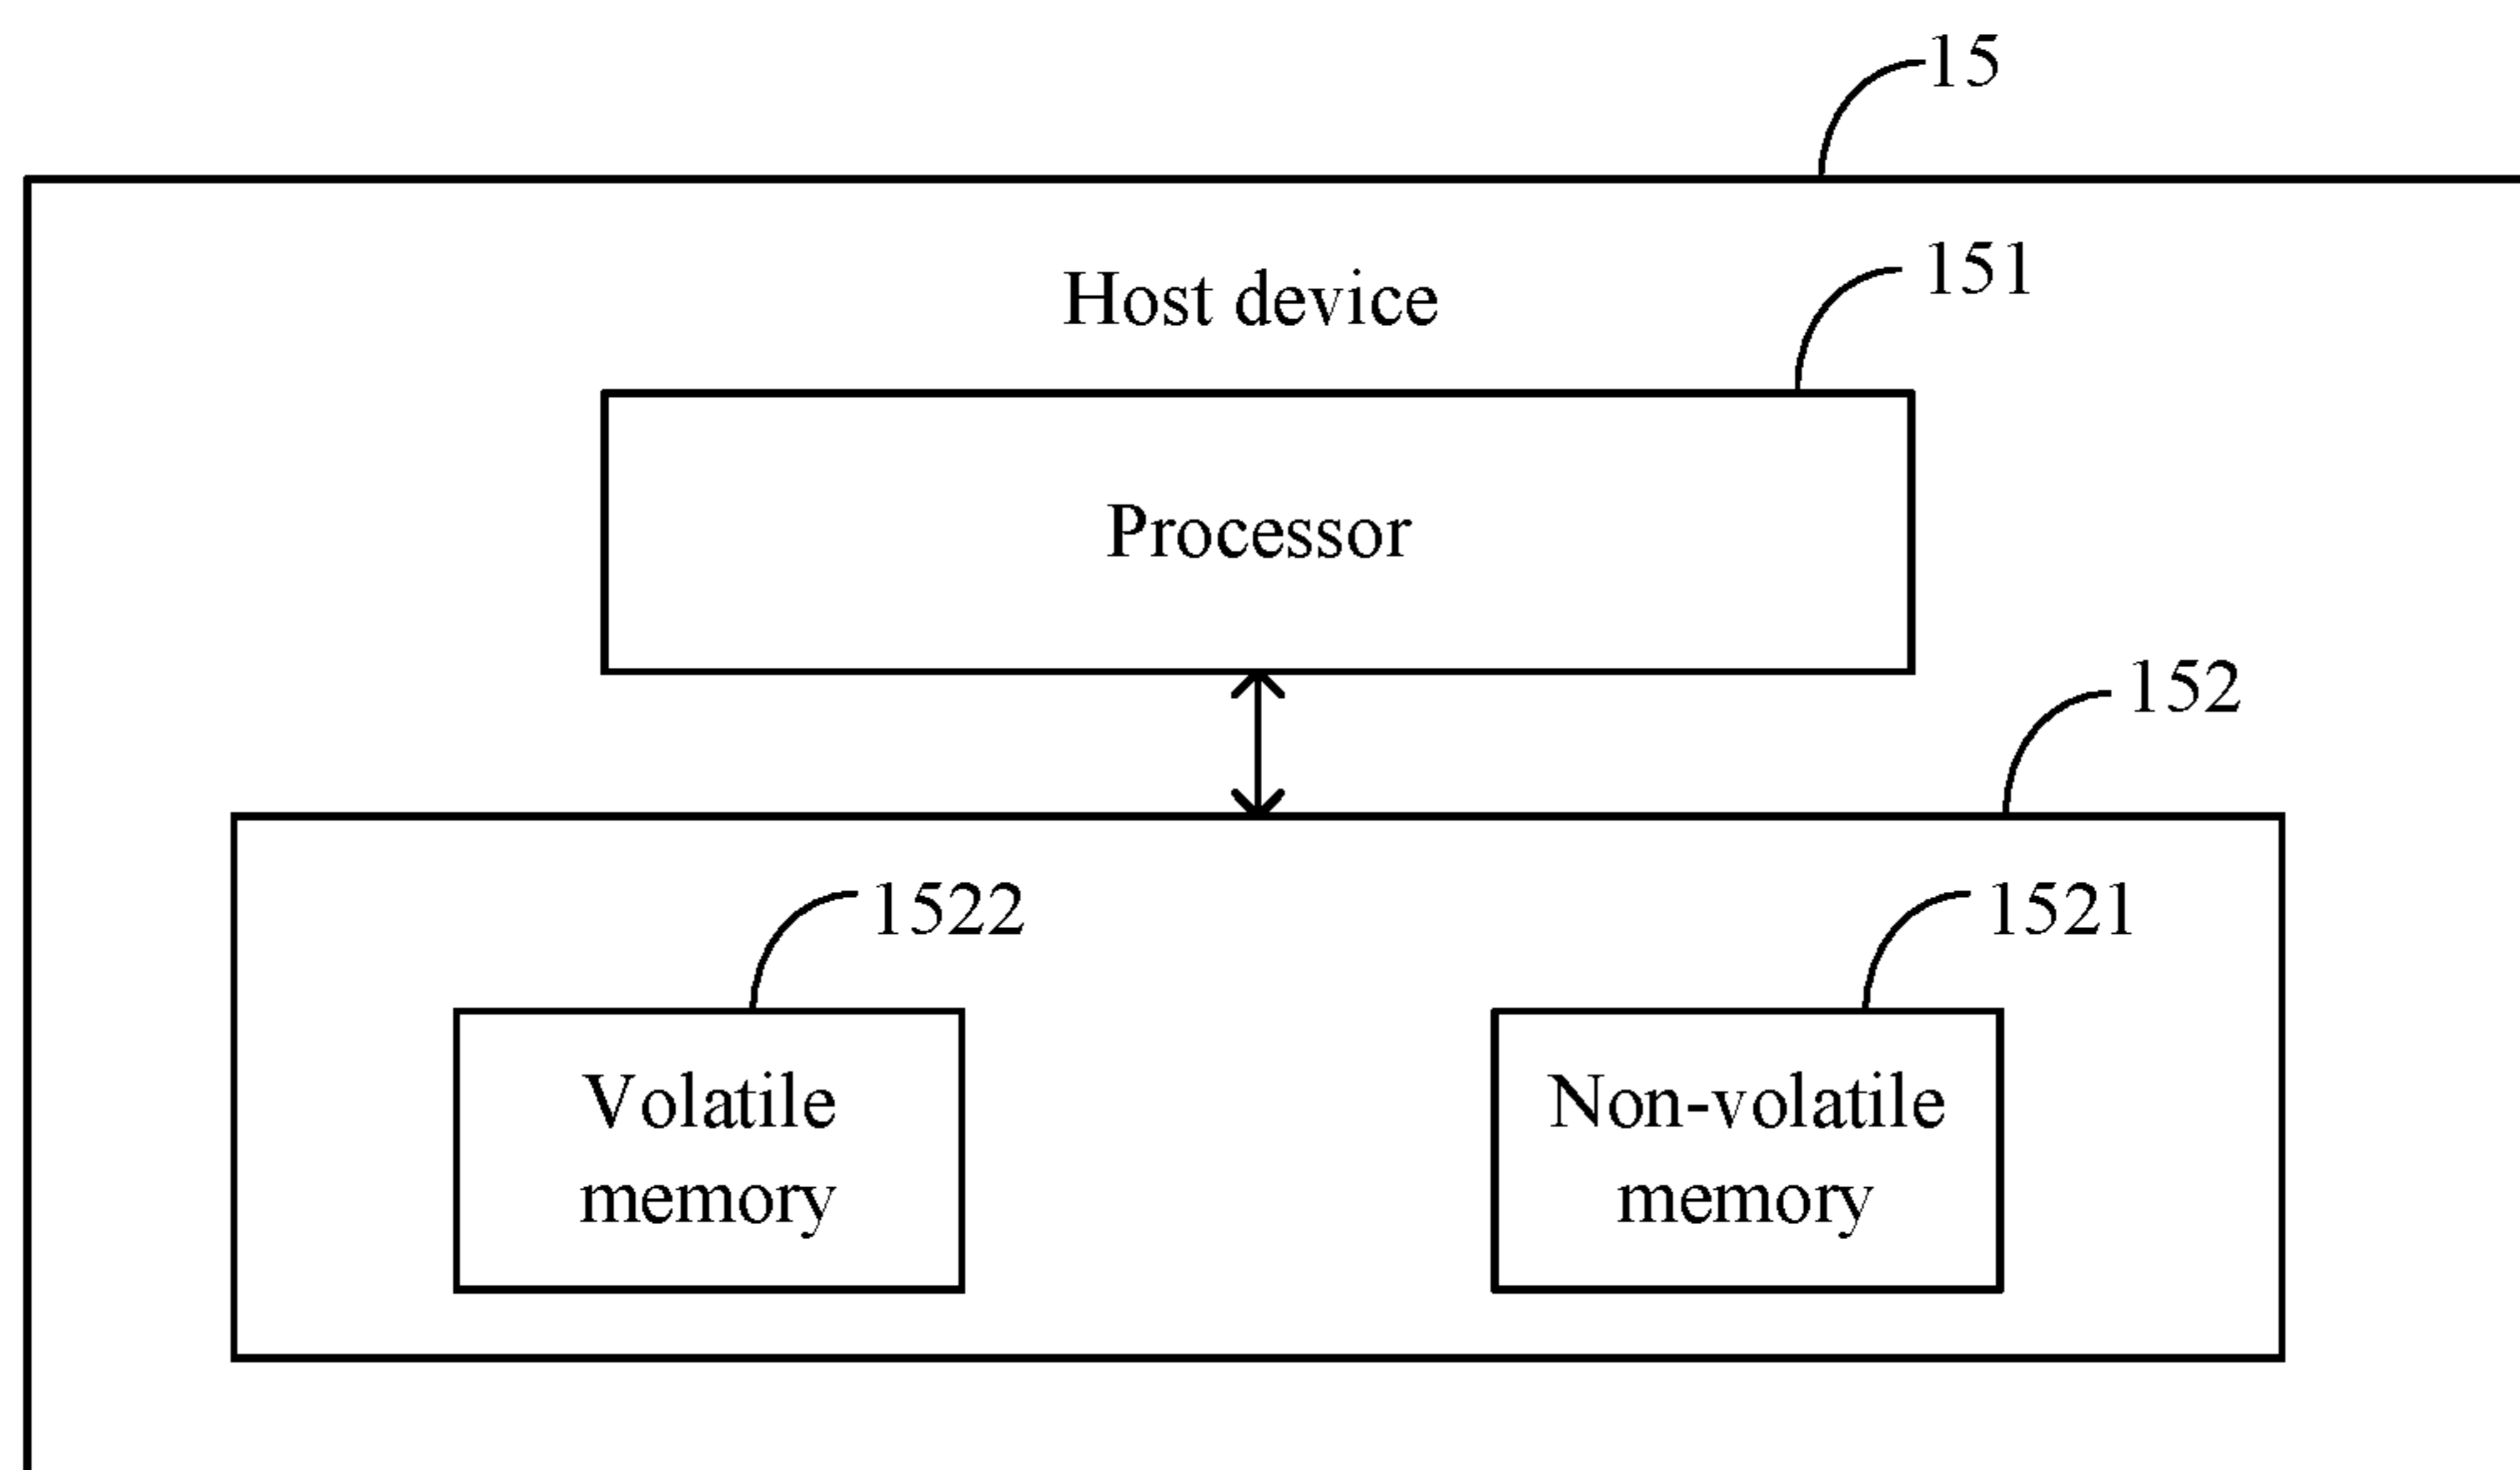 15
Host device
151
Processor
152
1522
1521
Volatile
memory
Non-volatile
memory